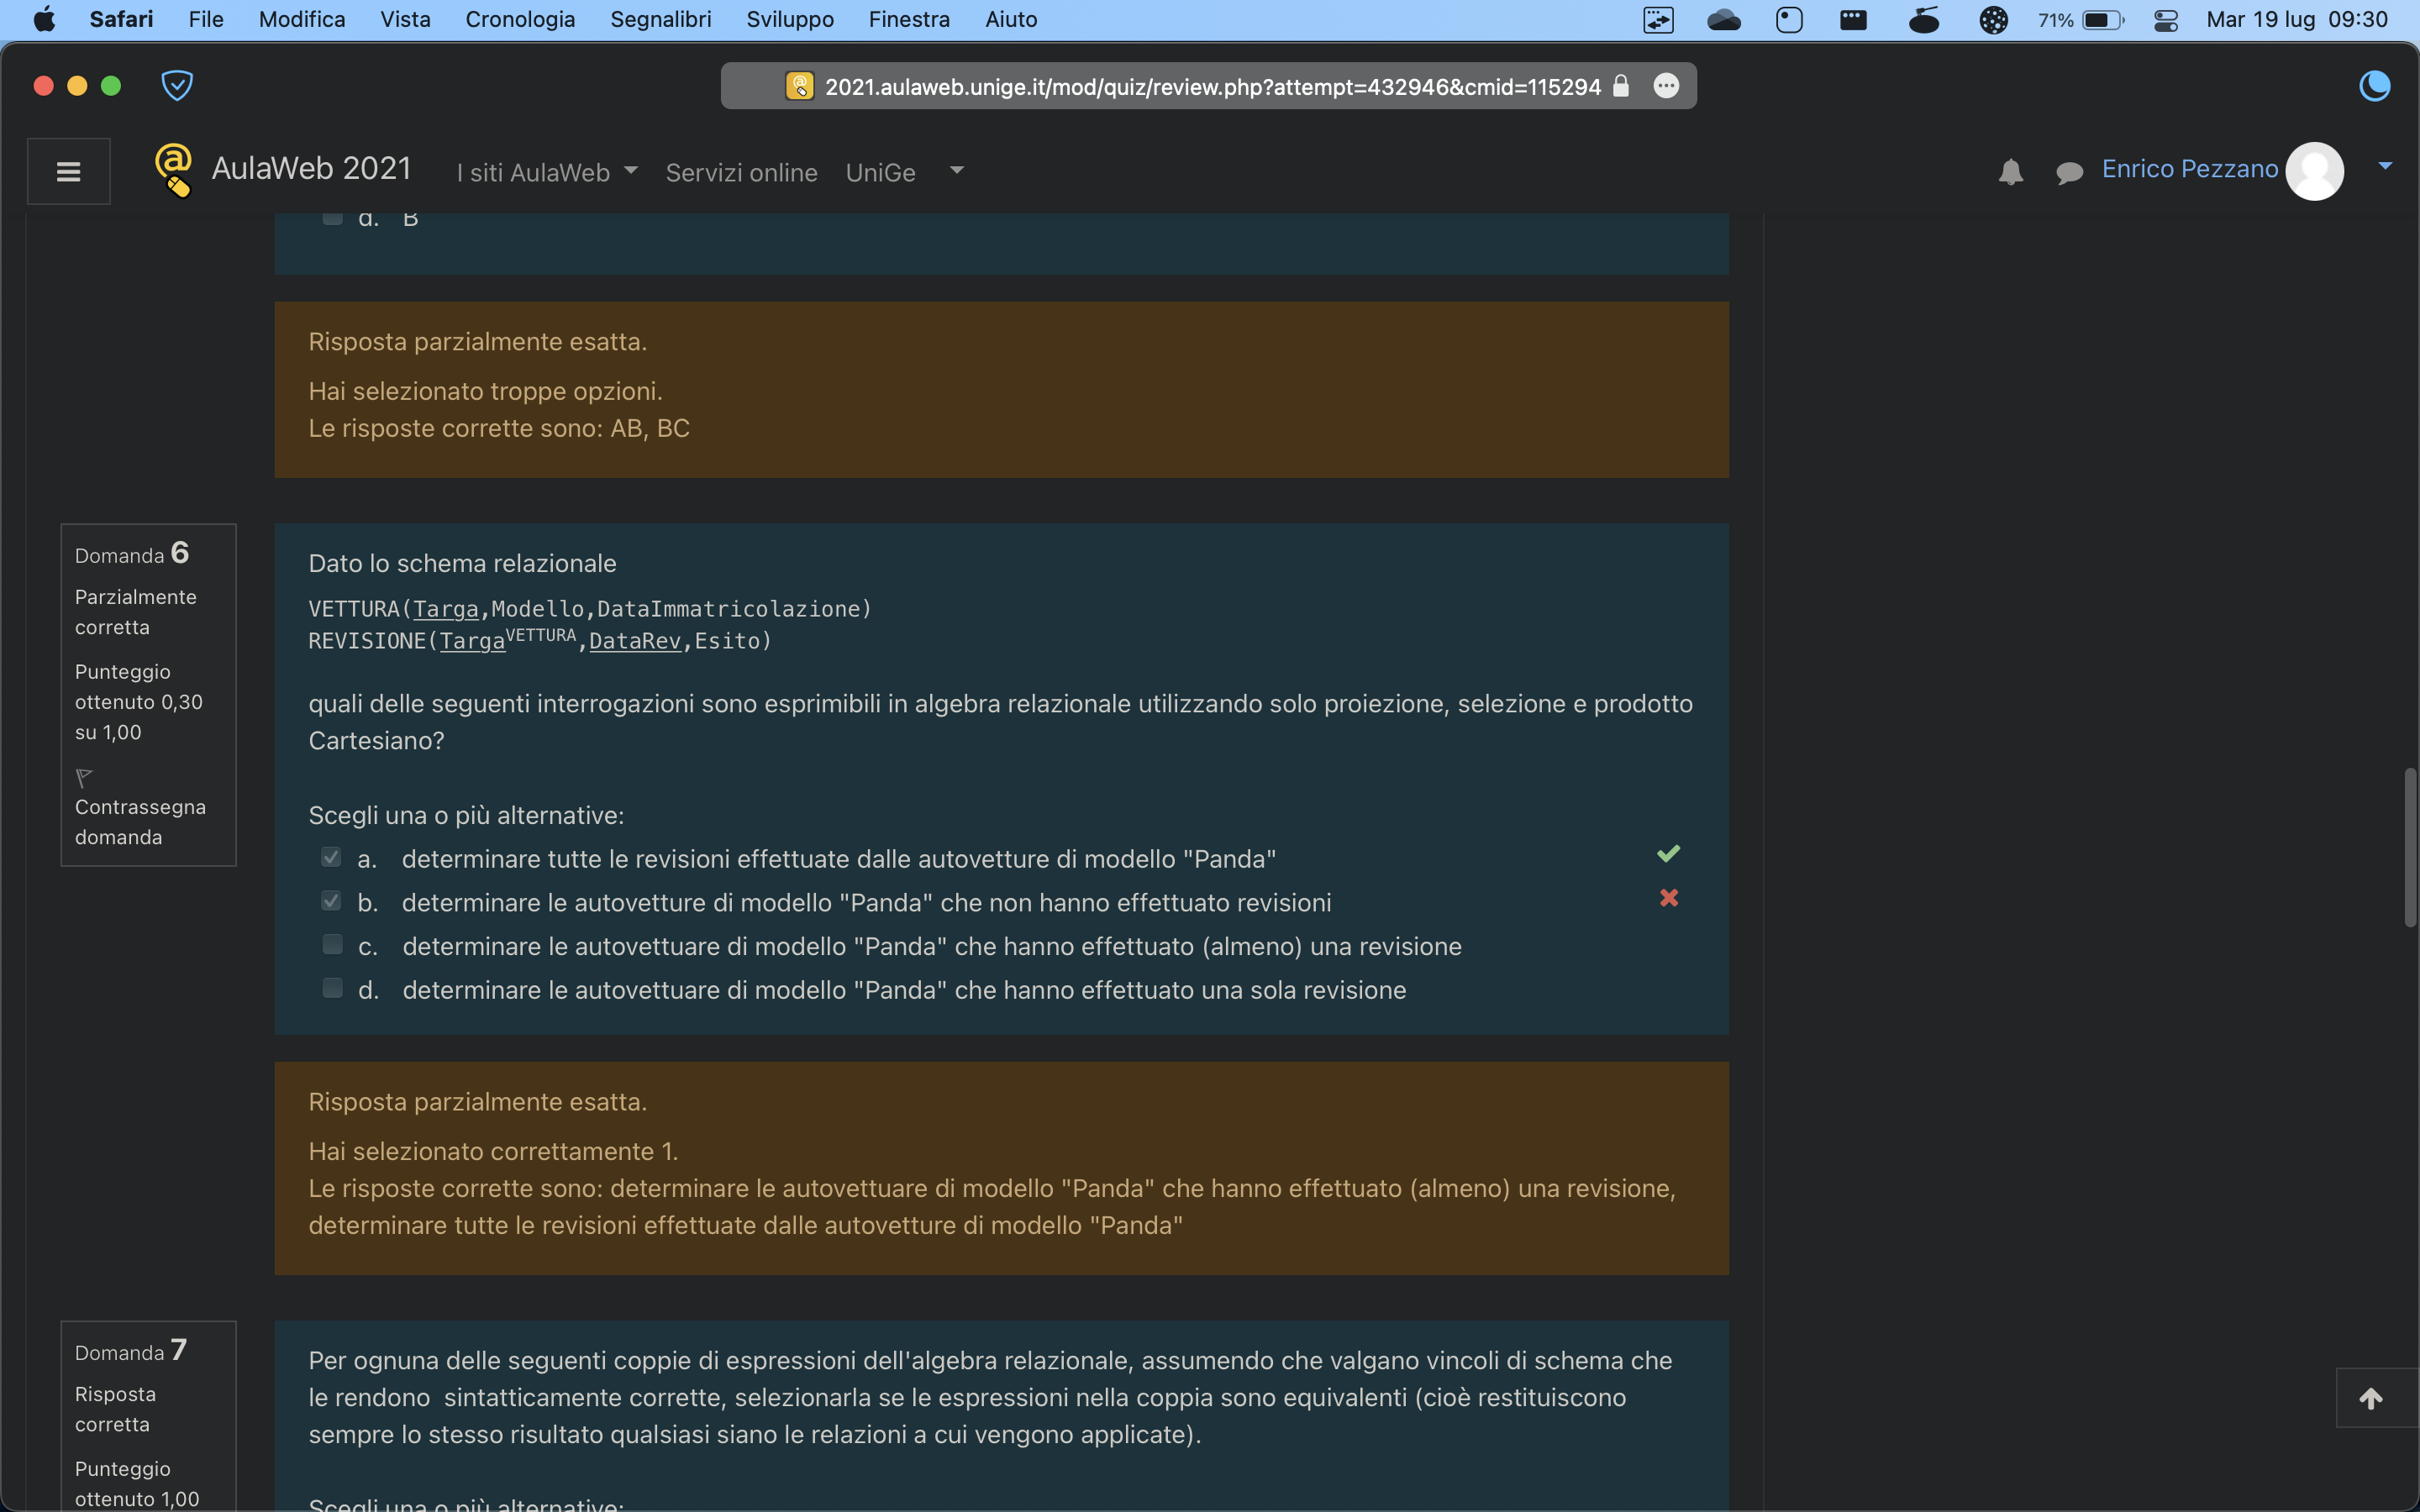 Safari File Modifica Vista Cronologia Segnalibri Sviluppo Finestra Aiuto 71% Mar 19 lug 09:30
2021.aulaweb.unige.it/mod/quiz/review.php?attempt=432946&cmid=115294
AulaWeb 2021 I siti AulaWeb Servizi online UniGe Enrico Pezzano
d. B
Risposta parzialmente esatta.
Hai selezionato troppe opzioni.
Le risposte corrette sono: AB, BC
Domanda 6
Parzialmente
corretta
Punteggio
ottenuto 0,30
su 1,00
Contrassegna
domanda
Dato lo schema relazionale
VETTURA(Targa,Modello,DataImmatricolazione)
REVISIONE(Targa^VETTURA,DataRev,Esito)
quali delle seguenti interrogazioni sono esprimibili in algebra relazionale utilizzando solo proiezione, selezione e prodotto
Cartesiano?
Scegli una o più alternative:
a. determinare tutte le revisioni effettuate dalle autovetture di modello "Panda"
b. determinare le autovetture di modello "Panda" che non hanno effettuato revisioni
c. determinare le autovettuare di modello "Panda" che hanno effettuato (almeno) una revisione
d. determinare le autovettuare di modello "Panda" che hanno effettuato una sola revisione
Risposta parzialmente esatta.
Hai selezionato correttamente 1.
Le risposte corrette sono: determinare le autovettuare di modello "Panda" che hanno effettuato (almeno) una revisione,
determinare tutte le revisioni effettuate dalle autovetture di modello "Panda"
Domanda 7
Risposta
corretta
Punteggio
ottenuto 1,00
Per ognuna delle seguenti coppie di espressioni dell'algebra relazionale, assumendo che valgano vincoli di schema che
le rendono sintatticamente corrette, selezionarla se le espressioni nella coppia sono equivalenti (cioè restituiscono
sempre lo stesso risultato qualsiasi siano le relazioni a cui vengono applicate).
Scegli una o più alternative: